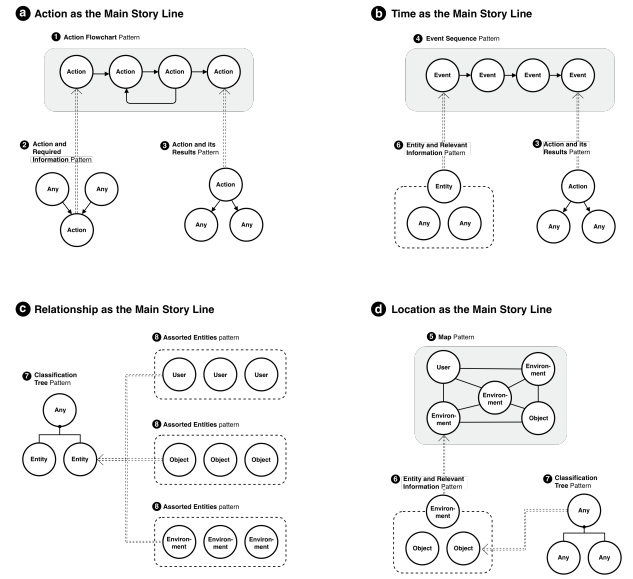 a Action as the Main Story Line
1 Action Flowchart Pattern
Action Action Action Action
2 Action and
Required
Information Pattern
Any Any
Action
3 Action and its
Results Pattern
Action
Any Any
b Time as the Main Story Line
4 Event Sequence Pattern
Event Event Event Event
6 Entity and Relevant
Information Pattern
Entity
Any Any
3 Action and its
Results Pattern
Action
Any Any
c Relationship as the Main Story Line
7 Classification
Tree Pattern
Any
Entity Entity
8 Assorted Entities pattern
User User User
8 Assorted Entities pattern
Object Object Object
8 Assorted Entities pattern
Environ-
ment
Environ-
ment
Environ-
ment
d Location as the Main Story Line
5 Map Pattern
User
Environ-
ment
Environ-
ment
Environ-
ment
Object
6 Entity and Relevant
Information Pattern
Environ-
ment
Object Object
7 Classification
Tree Pattern
Any
Any Any